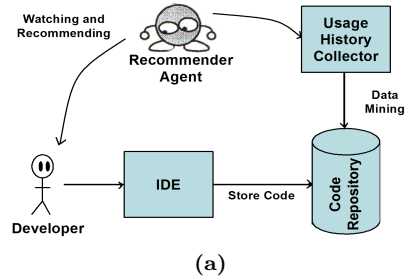 Watching and
Recommending
Recommender
Agent
Usage
History
Collector
Data
Mining
IDE
Store Code
Code
Repository
Developer
(a)